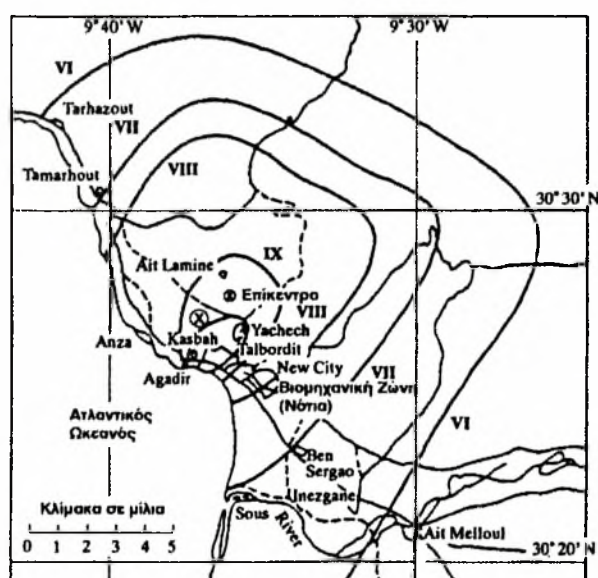 9° 40' W
9° 30' W
VI
Tarhazout
VII
Tamarhout
VIII
30° 30' N
IX
Ait Lamine
Επίκεντρο
X
VIII
Yachech
Kasbah
Talbordit
Anza
New City
Agadir
Βιομηχανική Ζώνη
(Νότια)
VII
Ατλαντικός
Ωκεανός
VI
Ben
Sergao
Κλίμακα σε μίλια
Unezgane
Sous River
Ait Melloul
0 1 2 3 4 5
30° 20' N